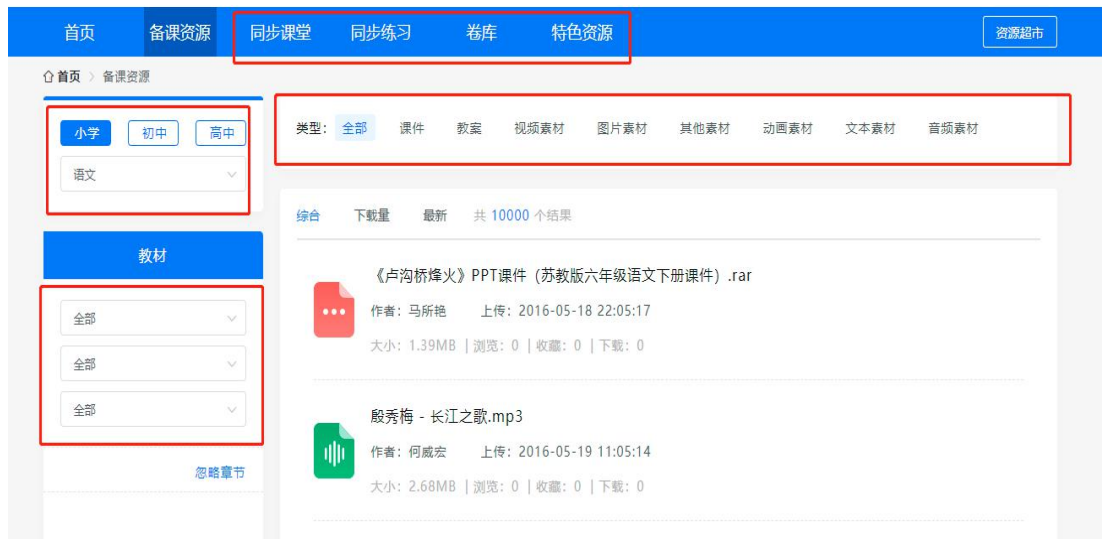 首页 备课资源 同步课堂 同步练习 卷库 特色资源 资源超市
首页 > 备课资源
小学 初中 高中
语文
类型: 全部 课件 教案 视频素材 图片素材 其他素材 动画素材 文本素材 音频素材
综合 下载量 最新 共 10000 个结果
教材
全部
全部
全部
忽略章节
《卢沟桥烽火》PPT课件（苏教版六年级语文下册课件）.rar
作者: 马所艳 上传: 2016-05-18 22:05:17
大小: 1.39MB | 浏览: 0 | 收藏: 0 | 下载: 0
殷秀梅 - 长江之歌.mp3
作者: 何威宏 上传: 2016-05-19 11:05:14
大小: 2.68MB | 浏览: 0 | 收藏: 0 | 下载: 0